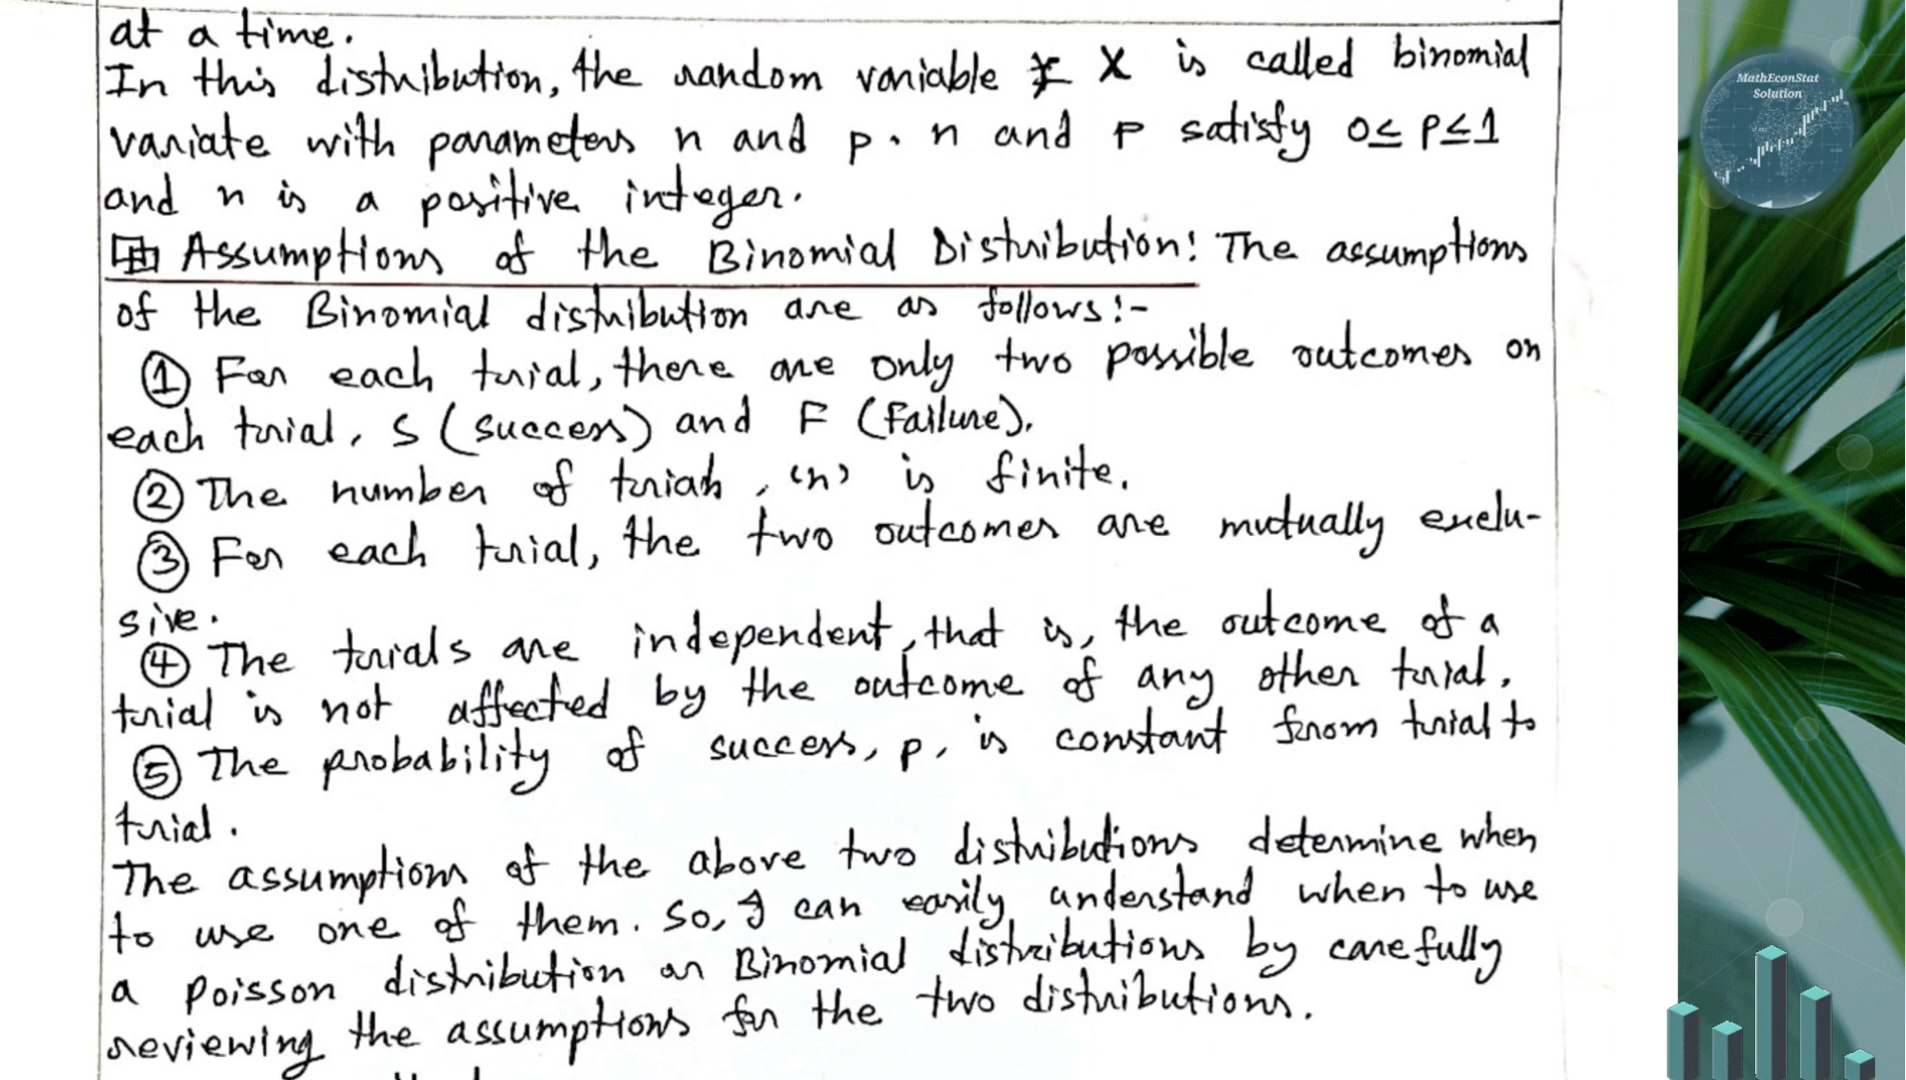 at a time.
In this distribution, the random variable X is called binomial
variate with parameters n and p. n and p satisfy 0≤ P≤1
and n is a positive integer.
Assumptions of the Binomial Distribution: The assumptions
of the Binomial distribution are as follows:-
① For each trial, there are only two possible outcomes on
each trial, S (success) and F (Failure).
② The number of trials, 'n' is finite.
③ For each trial, the two outcomes are mutually exclu-
sive.
④ The trials are independent, that is, the outcome of a
trial is not affected by the outcome of any other trial.
⑤ The probability of success, p, is constant from trial to
trial.
The assumptions of the above two distributions determine when
to use one of them. So, I can easily understand when to use
a Poisson distribution or Binomial distributions by carefully
reviewing the assumptions for the two distributions.
MathEconStat
Solution